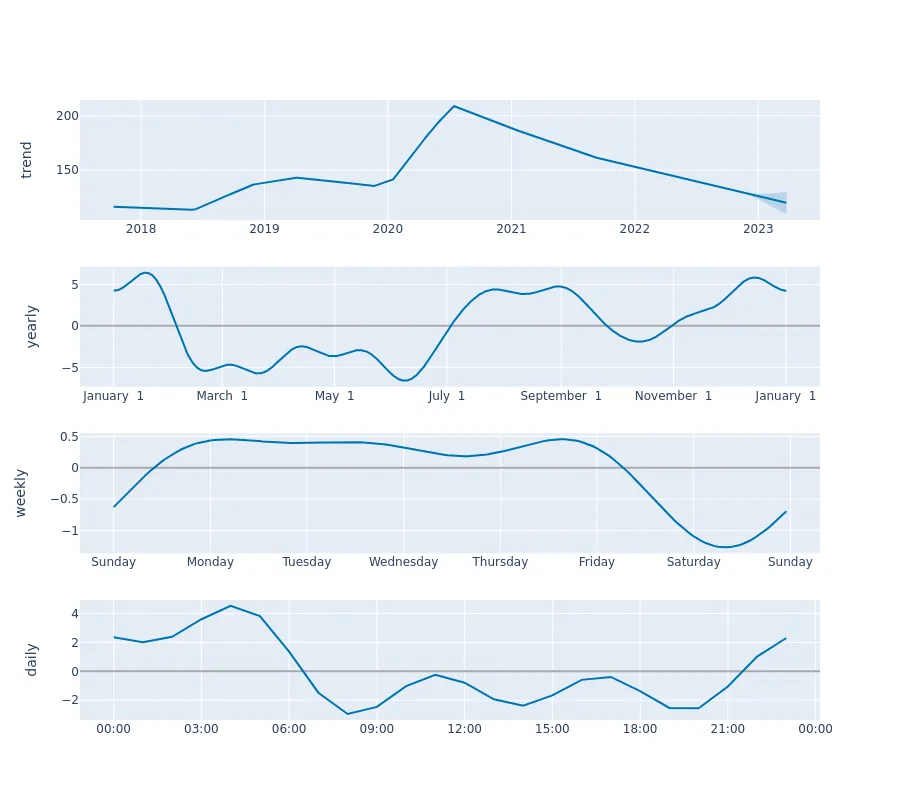 trend
200
150
2018 2019 2020 2021 2022 2023
yearly
5
0
−5
January 1 March 1 May 1 July 1 September 1 November 1 January 1
weekly
0.5
0
−0.5
−1
Sunday Monday Tuesday Wednesday Thursday Friday Saturday Sunday
daily
4
2
0
−2
00:00 03:00 06:00 09:00 12:00 15:00 18:00 21:00 00:00